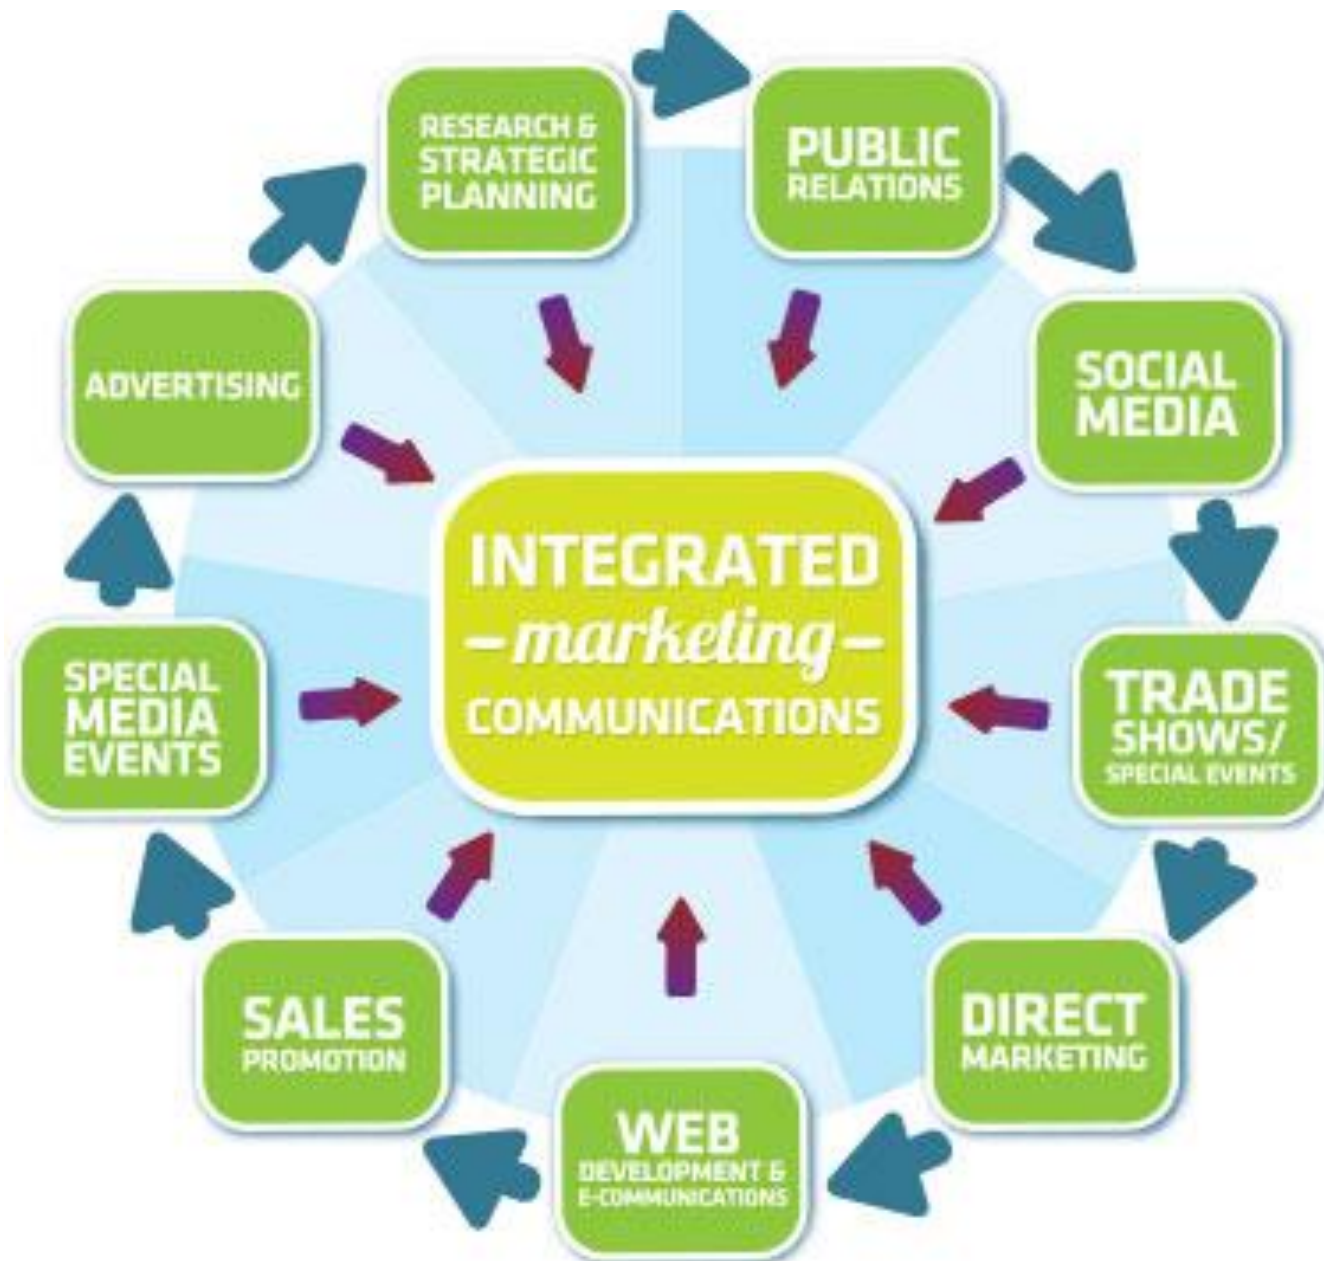 RESEARCH &
STRATEGIC
PLANNING
PUBLIC
RELATIONS
SOCIAL
MEDIA
TRADE
SHOWS/
SPECIAL EVENTS
DIRECT
MARKETING
WEB
DEVELOPMENT &
E-COMMUNICATIONS
SALES
PROMOTION
SPECIAL
MEDIA
EVENTS
ADVERTISING
INTEGRATED
– marketing –
COMMUNICATIONS